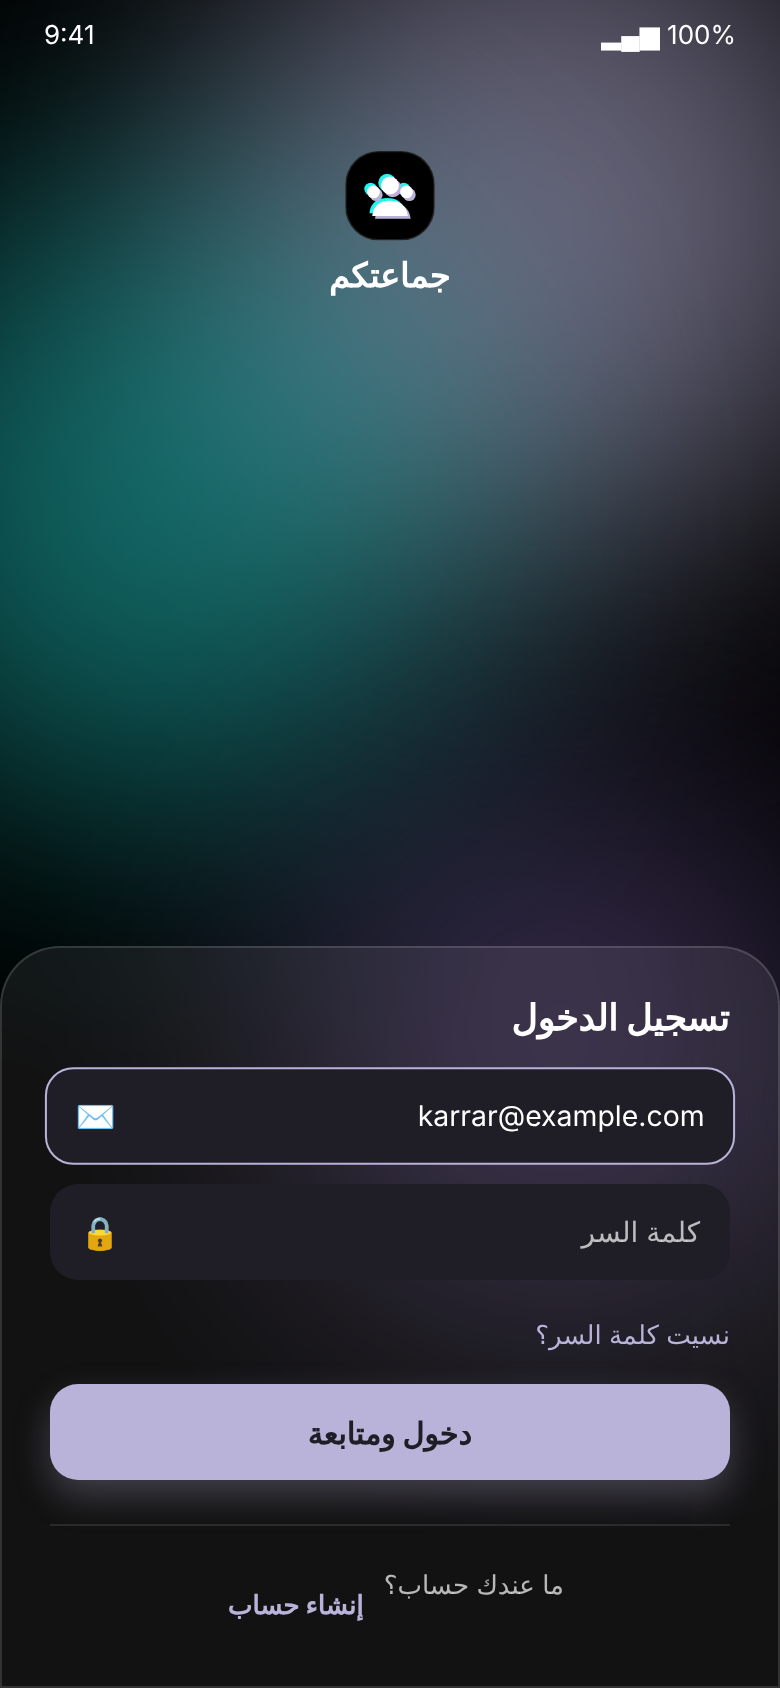 9:41
100%
جماعتكم
تسجيل الدخول
karrar@example.com
كلمة السر
نسيت كلمة السر؟
دخول ومتابعة
ما عندك حساب؟
إنشاء حساب